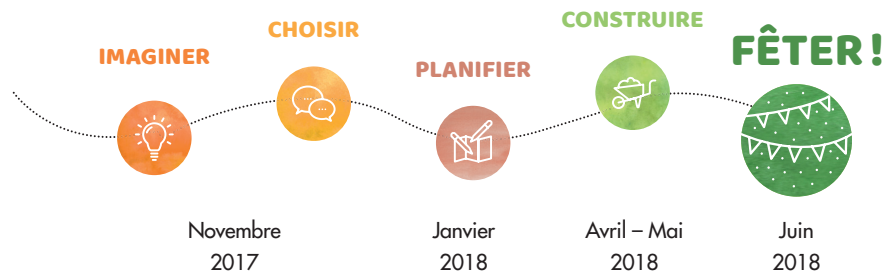 IMAGINER
CHOISIR
PLANIFIER
CONSTRUIRE
FÊTER !
Novembre
2017
Janvier
2018
Avril – Mai
2018
Juin
2018